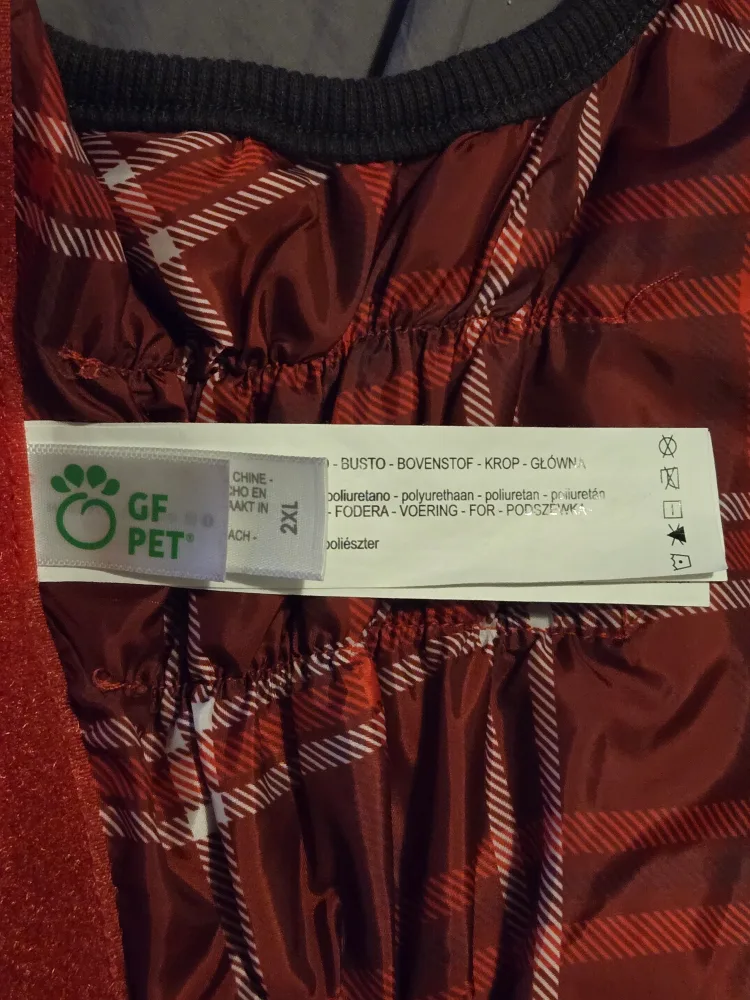 GF
PET®
CHINE -
CHO EN
AAKT IN
ACH -
2XL
- BUSTO - BOVENSTOF - KROP - GŁÓWNA
poliuretano - polyurethaan - poliuretan - poliuretán
- FODERA - VOERING - FOR - PODSZEWKA
poliészter